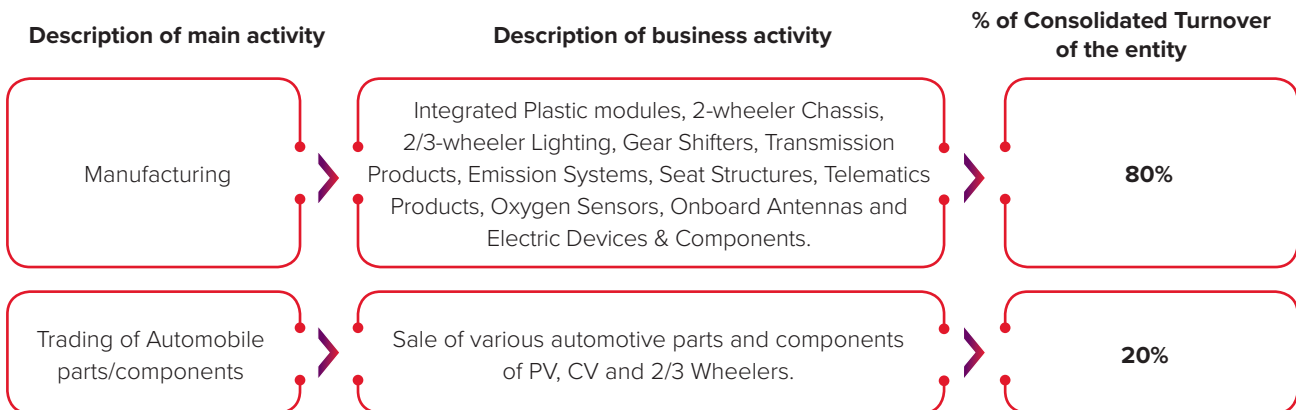 Description of main activity
Description of business activity
% of Consolidated Turnover
of the entity
Manufacturing
Integrated Plastic modules, 2-wheeler Chassis,
2/3-wheeler Lighting, Gear Shifters, Transmission
Products, Emission Systems, Seat Structures, Telematics
Products, Oxygen Sensors, Onboard Antennas and
Electric Devices & Components.
80%
Trading of Automobile
parts/components
Sale of various automotive parts and components
of PV, CV and 2/3 Wheelers.
20%